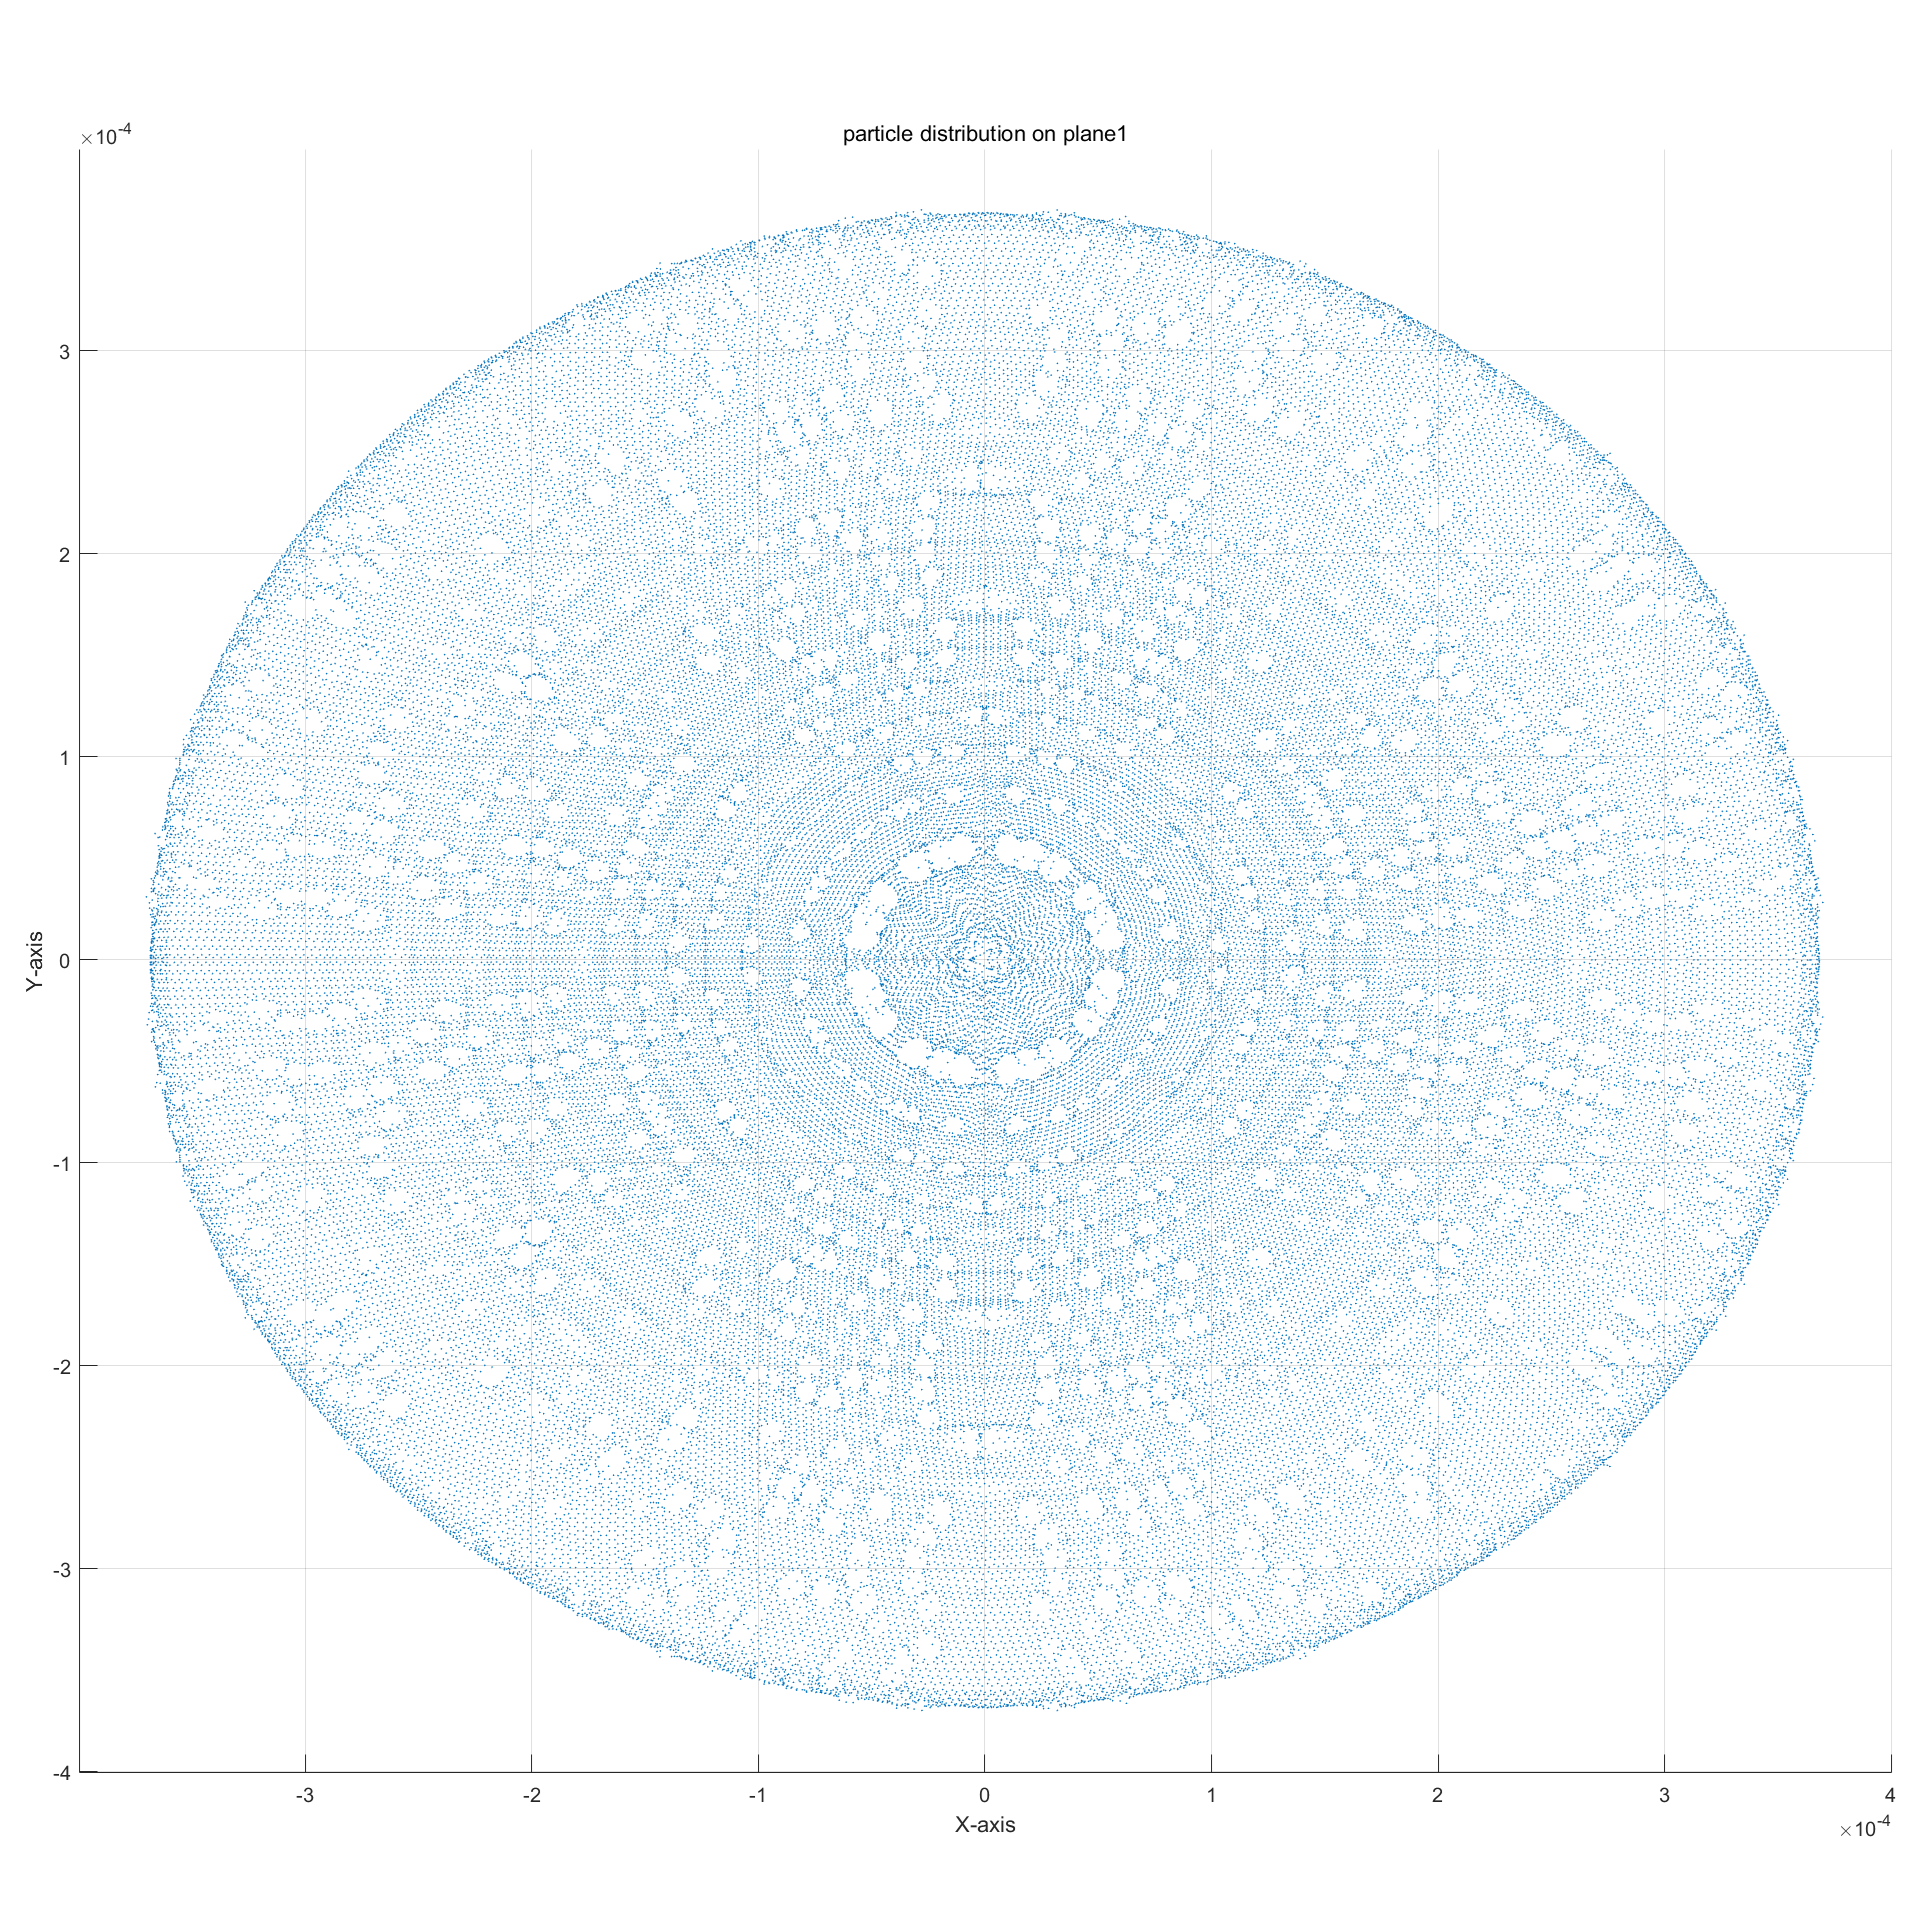 particle distribution on plane1
×10-4
3
2
1
0
-1
-2
-3
-4
Y-axis
-3 -2 -1 0 1 2 3 4
X-axis
×10-4